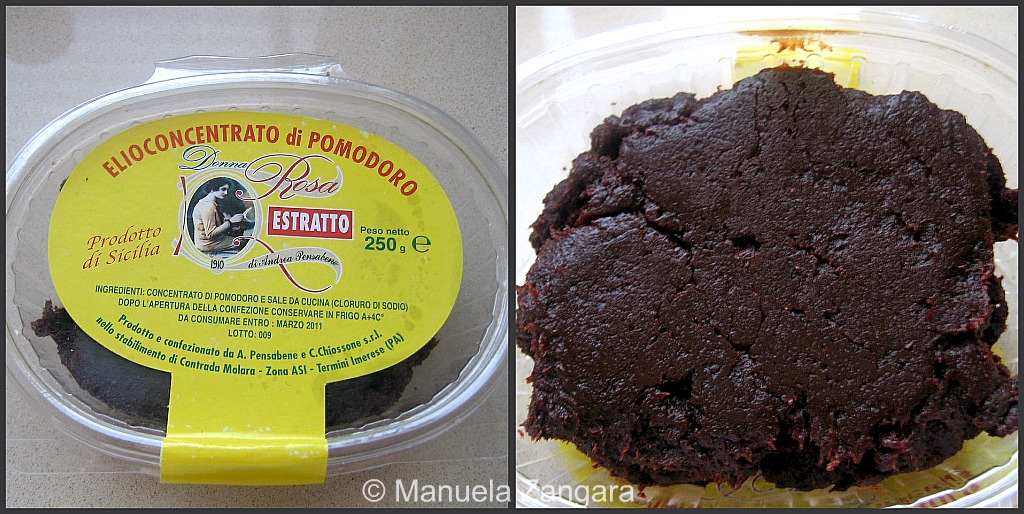 ELIOCONCENTRATO di POMODORO
Donna Rosa
ESTRATTO
Peso netto
250 g e
Prodotto
di Sicilia
1910
di Andrea Pensabene
INGREDIENTI: CONCENTRATO DI POMODORO E SALE DA CUCINA (CLORURO DI SODIO)
DOPO L'APERTURA DELLA CONFEZIONE CONSERVARE IN FRIGO A+4C°
DA CONSUMARE ENTRO : MARZO 2011
LOTTO: 009
Prodotto e confezionato da A. Pensabene e C.Chiossone s.r.l.
nello stabilimento di Contrada Molara - Zona ASI - Termini Imerese (PA)
© Manuela Zangara